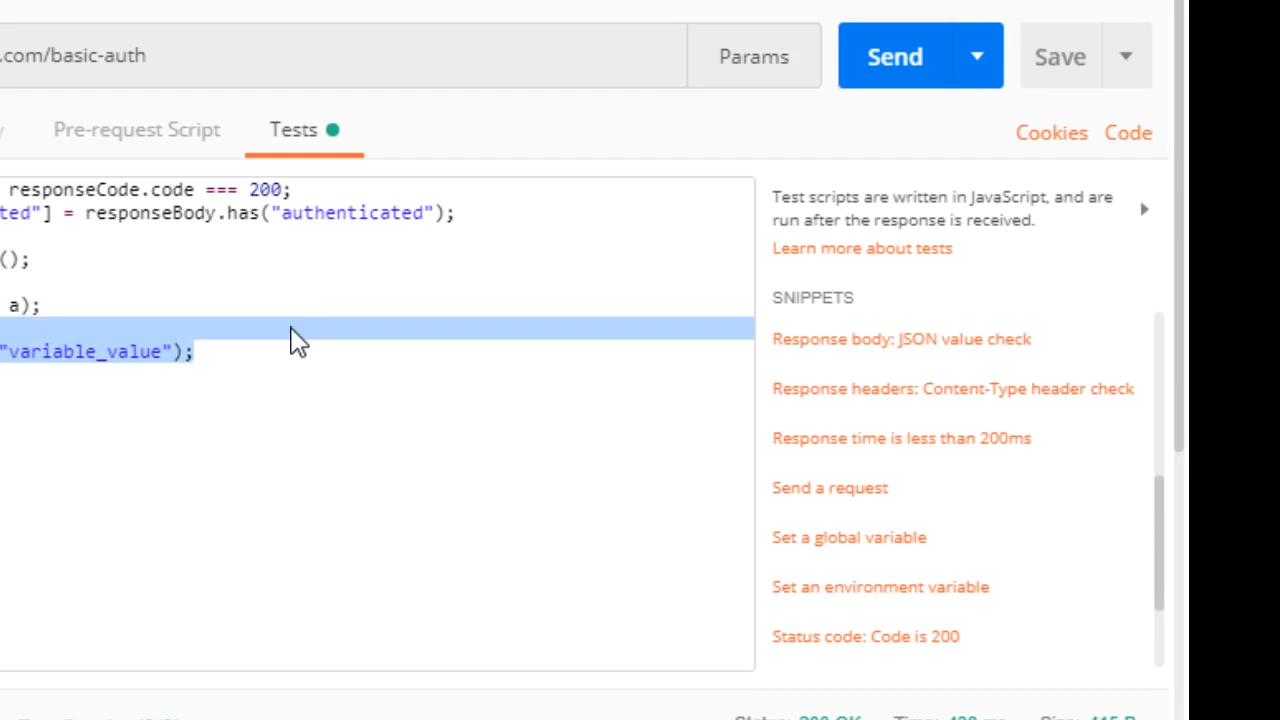 .com/basic-auth
Params
Send
Save
Pre-request Script
Tests
Cookies
Code
responseCode.code === 200;
ted"] = responseBody.has("authenticated");
();
a);
"variable_value");
Test scripts are written in JavaScript, and are
run after the response is received.
Learn more about tests
SNIPPETS
Response body: JSON value check
Response headers: Content-Type header check
Response time is less than 200ms
Send a request
Set a global variable
Set an environment variable
Status code: Code is 200